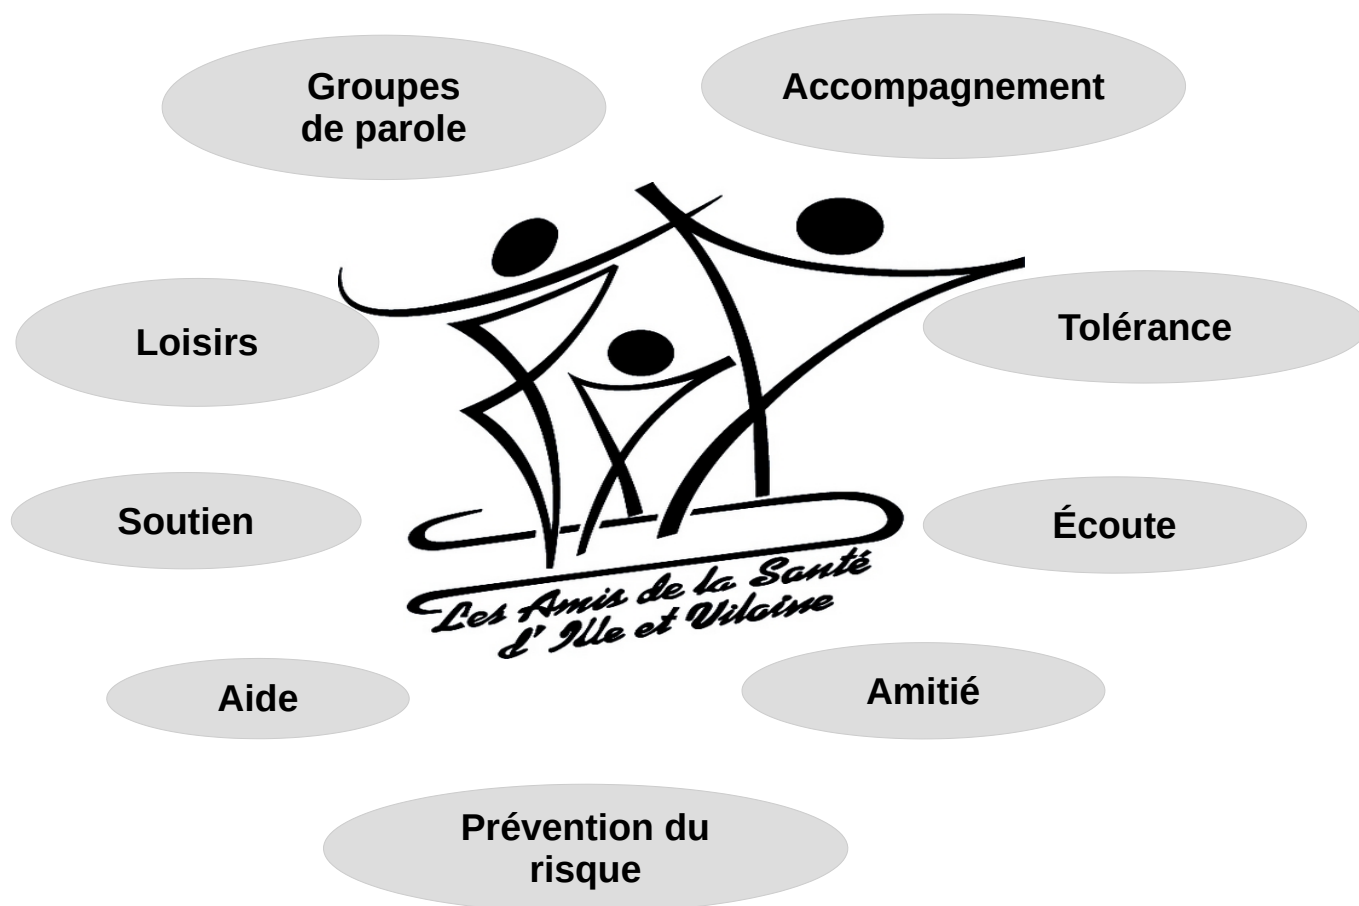 Groupes
de parole
Accompagnement
Loisirs
Tolérance
Soutien
Écoute
Les Amis de la Santé
d' Ille et Vilaine
Aide
Amitié
Prévention du
risque